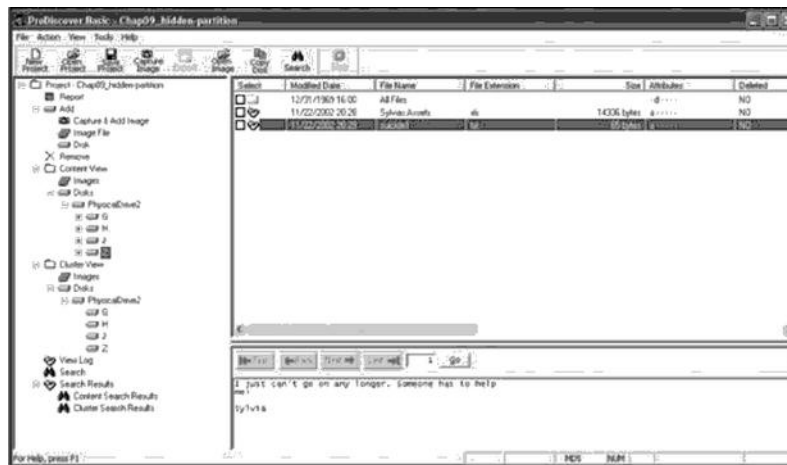 ProDiscover Basic - Chap09_hidden-partition
File Action View Tools Help
New Project
Open Project
Save Project
Capture Image
Export
Open Image
Copy Disk
Search
Select Modified Date File Name File Extension Size Attributes Deleted
12/31/1969 16:00 All Files -d----- NO
11/22/2002 20:26 Sylvias Assets xls 14336 bytes a----- NO
11/22/2002 20:29 txt 65 bytes a NO
Project - Chap09_hidden-partition
Report
Add
Capture & Add Image
Image File
Disk
Remove
Content View
Images
Disks
PhysicalDrive2
G
H
J
Z
Cluster View
Images
Disks
PhysicalDrive2
G
H
J
Z
View Log
Search
Search Results
Content Search Results
Cluster Search Results
1 Go
I just can't go on any longer. Someone has to help
me!
Sylvia
For Help, press F1
NUM